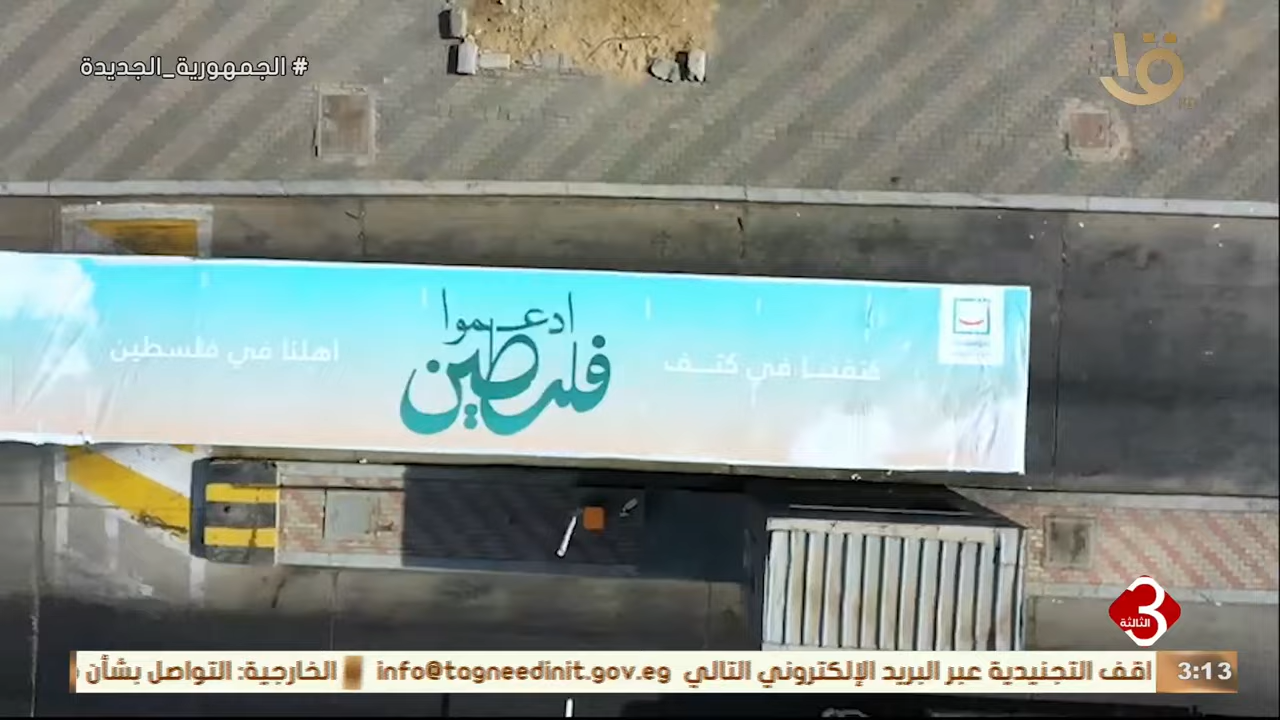 #الجمهورية_الجديدة
ادعموا
فلسطين
كتفنا في كتف
اهلنا في فلسطين
3
الثالثة
3:13
اقف التجنيدية عبر البريد الإلكتروني التالي info@tagneedinit.gov.eg
الخارجية: التواصل بشأن